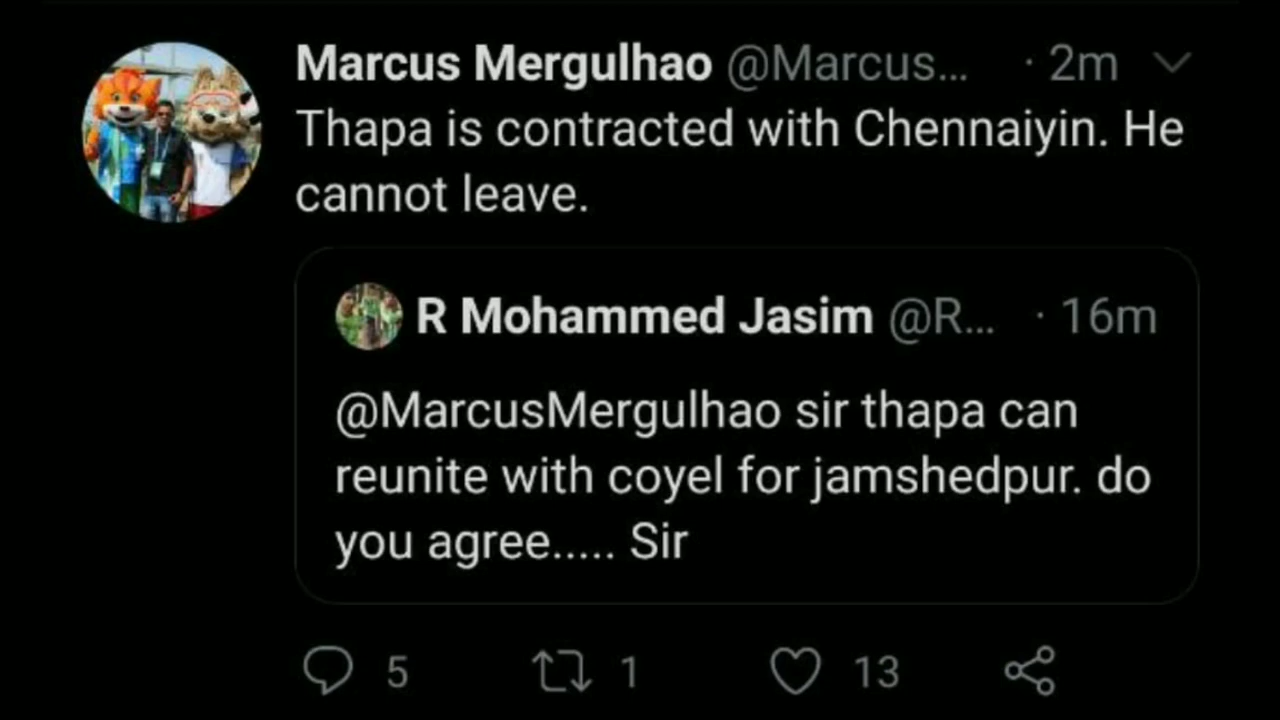 Marcus Mergulhao @Marcus... · 2m
Thapa is contracted with Chennaiyin. He
cannot leave.
R Mohammed Jasim @R... · 16m
@MarcusMergulhao sir thapa can
reunite with coyel for jamshedpur. do
you agree..... Sir
5 1 13